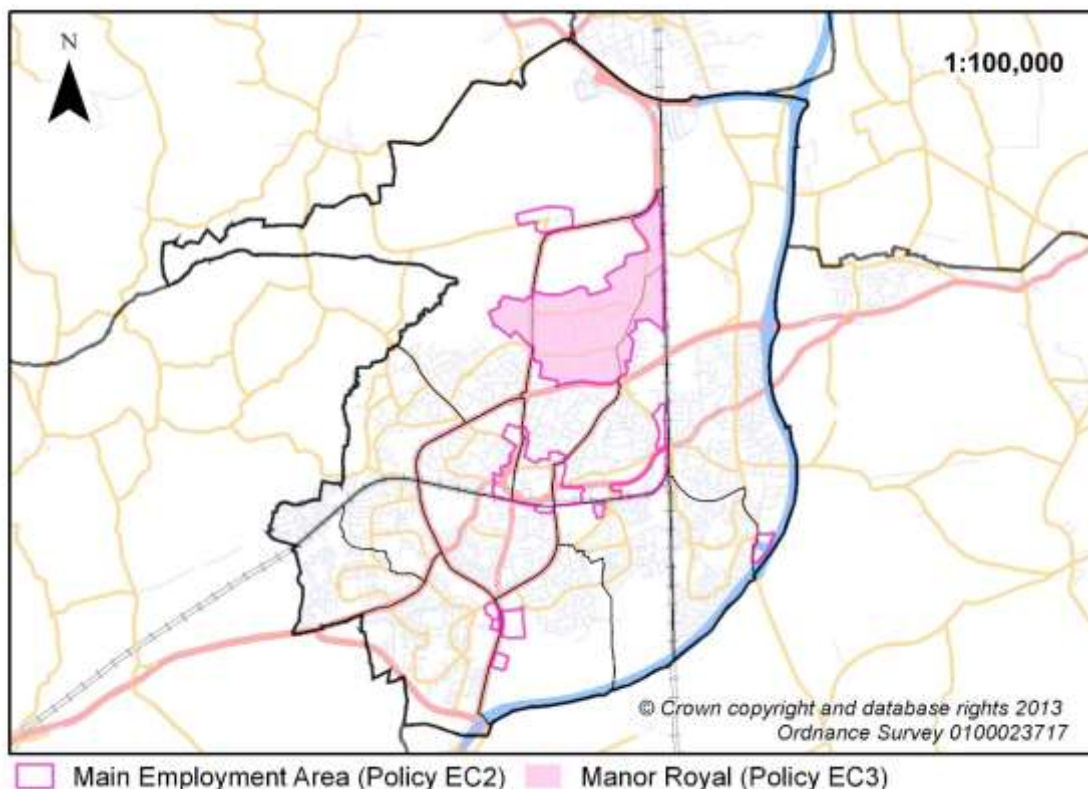 N
1:100,000
© Crown copyright and database rights 2013
Ordnance Survey 0100023717
Main Employment Area (Policy EC2)
Manor Royal (Policy EC3)